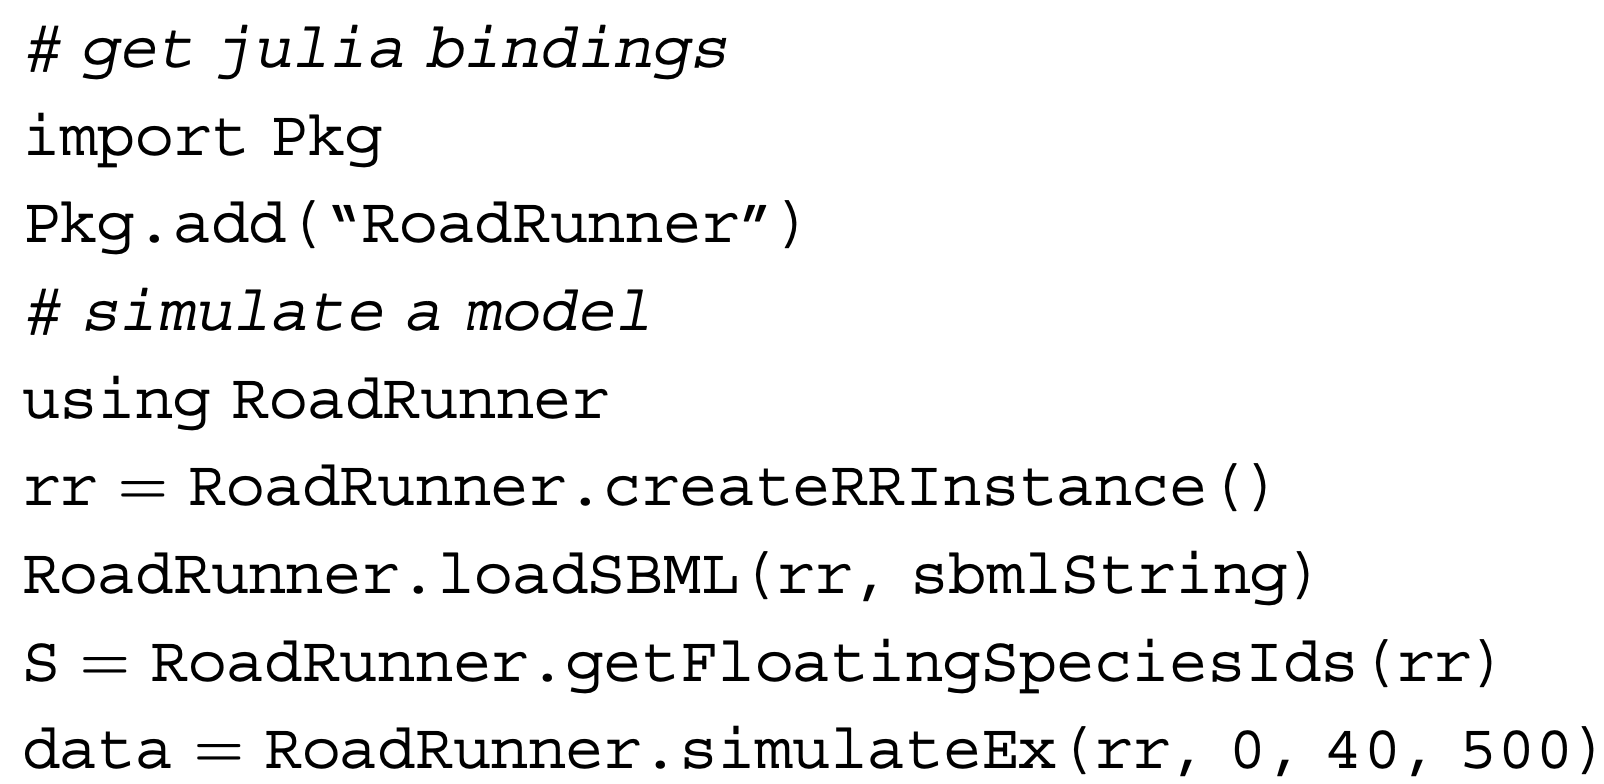 # get julia bindings
import Pkg
Pkg.add(“RoadRunner”)
# simulate a model
using RoadRunner
rr = RoadRunner.createRRInstance()
RoadRunner.loadSBML(rr, sbmlString)
S = RoadRunner.getFloatingSpeciesIds(rr)
data = RoadRunner.simulateEx(rr, 0, 40, 500)